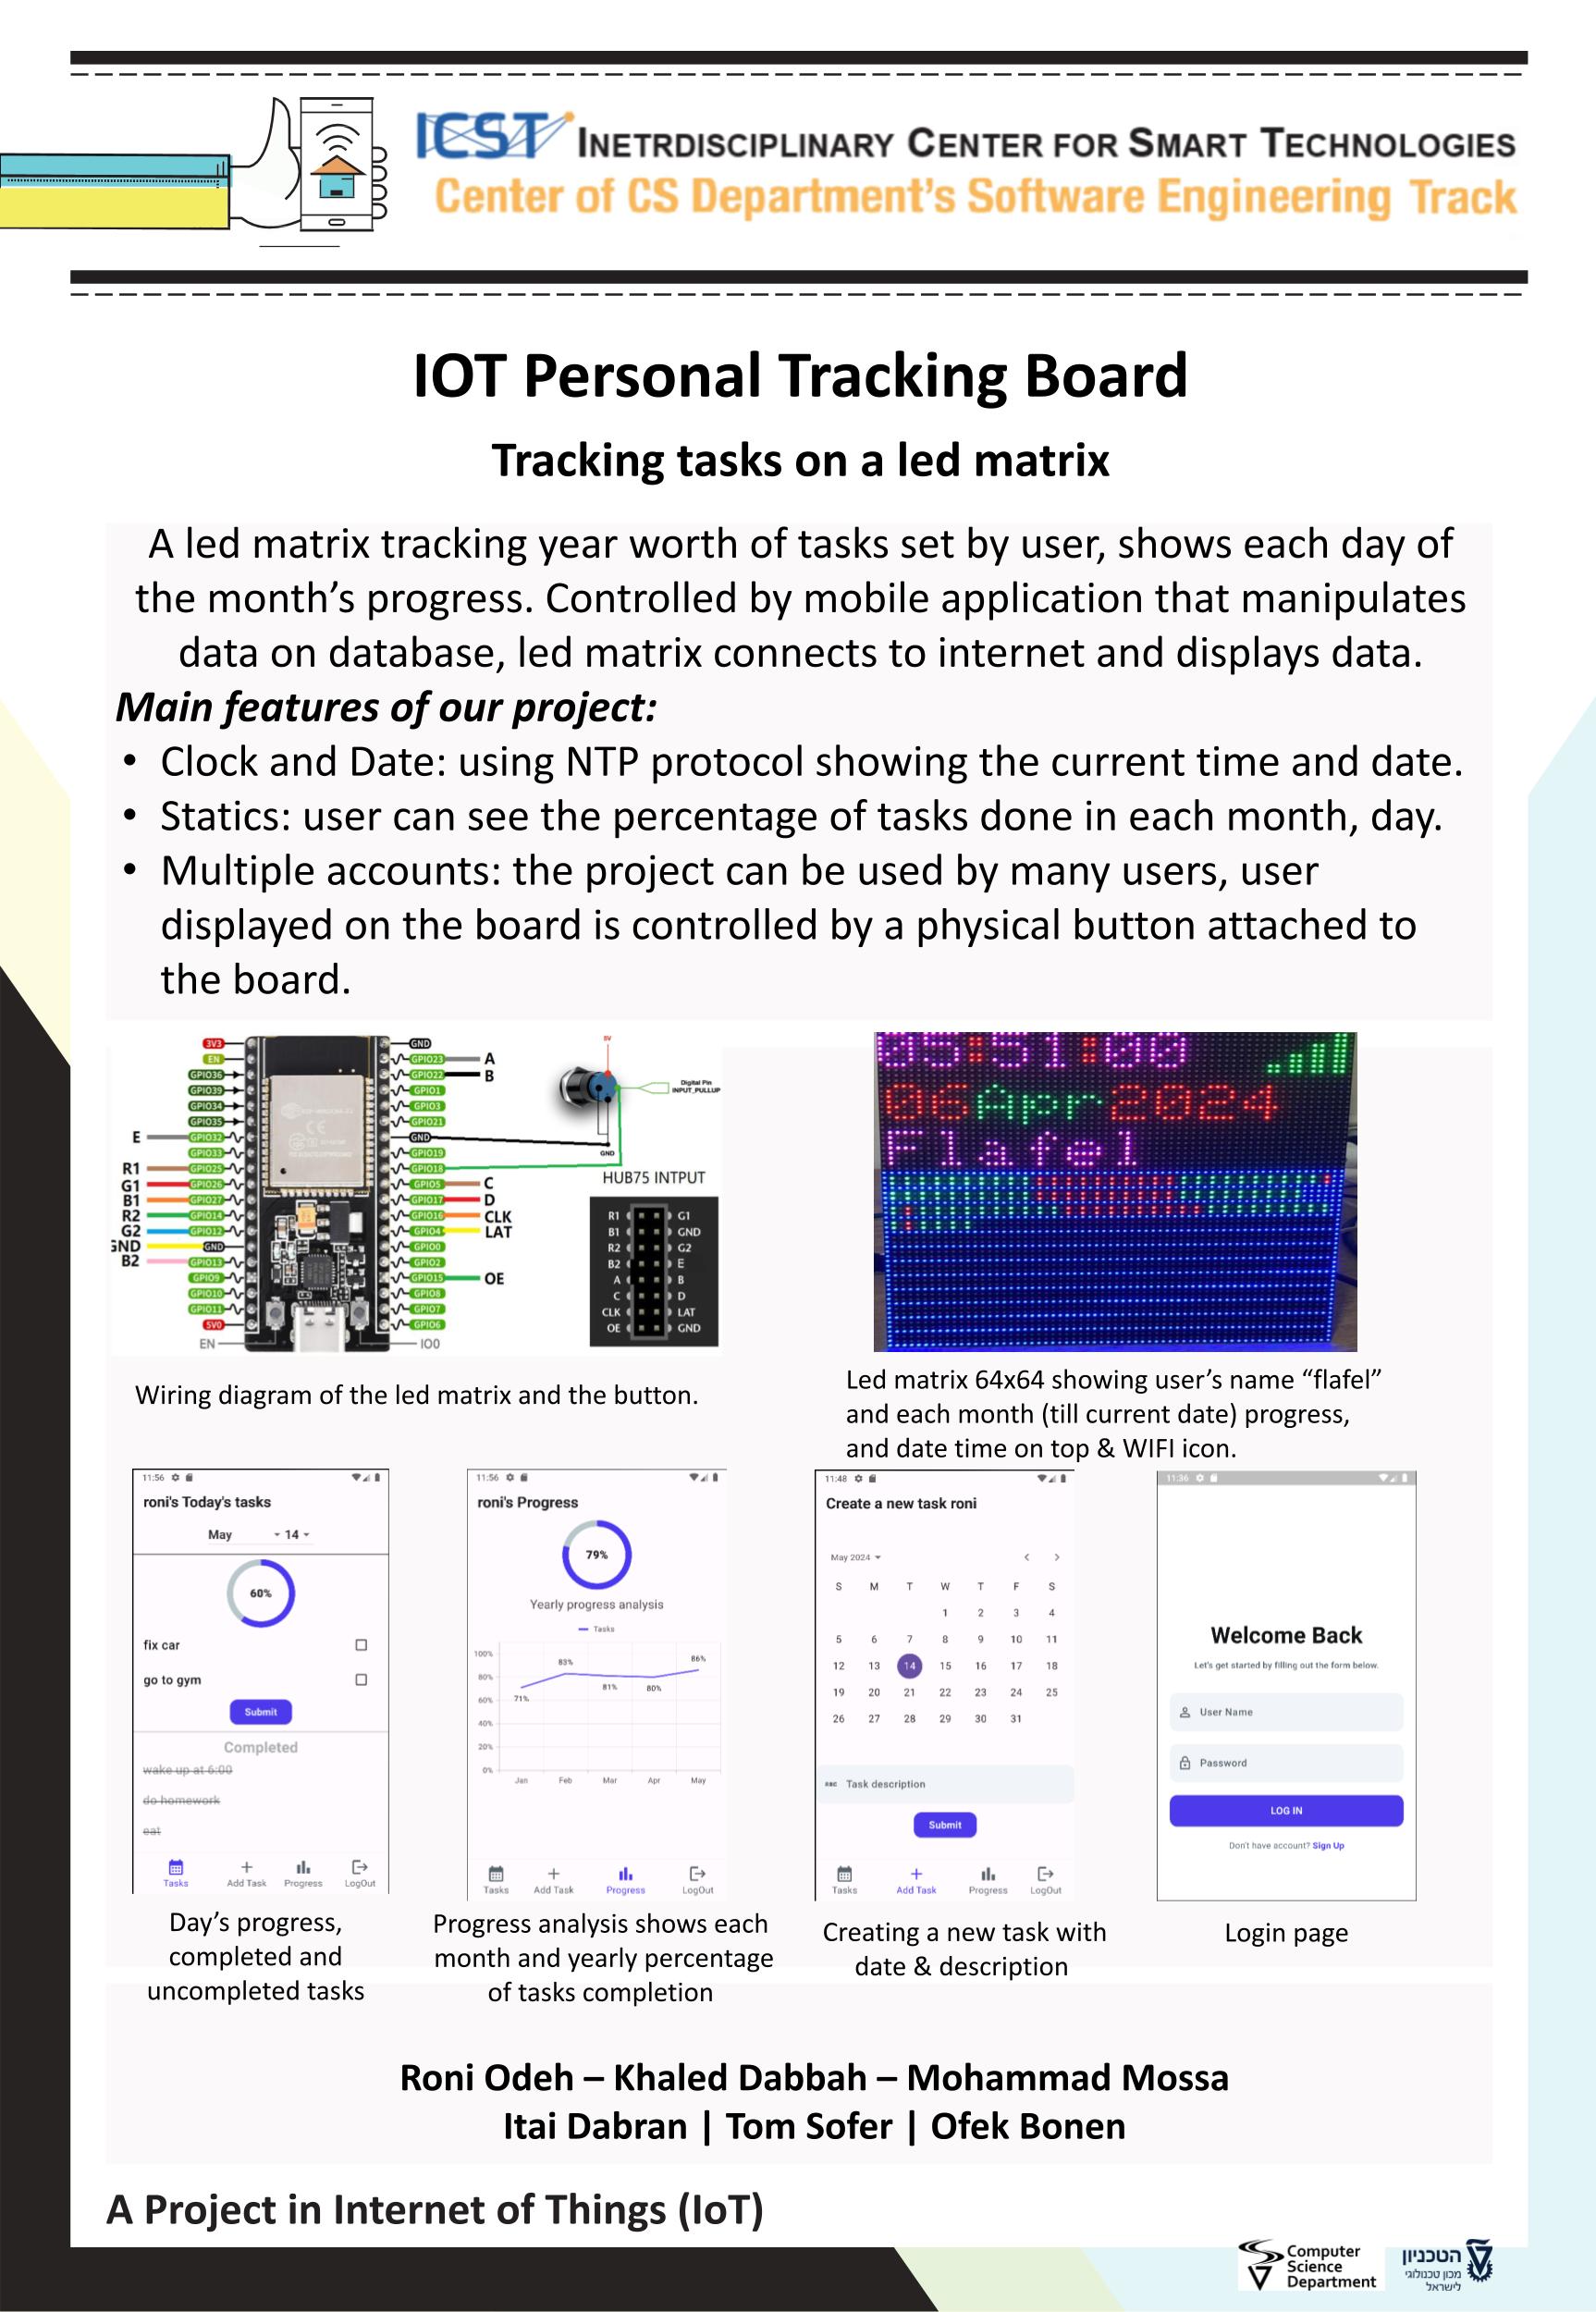 ICST INETRDISCIPLINARY CENTER FOR SMART TECHNOLOGIES
Center of CS Department's Software Engineering Track
IOT Personal Tracking Board
Tracking tasks on a led matrix
A led matrix tracking year worth of tasks set by user, shows each day of
the month's progress. Controlled by mobile application that manipulates
data on database, led matrix connects to internet and displays data.
Main features of our project:
• Clock and Date: using NTP protocol showing the current time and date.
• Statics: user can see the percentage of tasks done in each month, day.
• Multiple accounts: the project can be used by many users, user
displayed on the board is controlled by a physical button attached to
the board.
3V3 GND
EN GPIO23 A
GPIO36 GPIO22 B
GPIO39 GPIO1
GPIO34 GPIO3
GPIO35 GPIO21
E GPIO32 GND
GPIO33 GPIO19
R1 GPIO25 GPIO18
G1 GPIO26 GPIO5 C
B1 GPIO27 GPIO17 D
R2 GPIO14 GPIO16 CLK
G2 GPIO12 GPIO4 LAT
GND GND GPIO0
B2 GPIO13 GPIO2
GPIO9 GPIO15 OE
GPIO10 GPIO8
GPIO11 GPIO7
5V0 GPIO6
EN IO0
5V
Digital Pin
INPUT_PULLUP
GND
HUB75 INTPUT
R1 G1
B1 GND
R2 G2
B2 E
A B
C D
CLK LAT
OE GND
Wiring diagram of the led matrix and the button.
05:51:00
06Apr2024
Flafel
Led matrix 64x64 showing user's name “flafel”
and each month (till current date) progress,
and date time on top & WIFI icon.
11:56
roni's Today's tasks
May 14
60%
fix car
go to gym
Submit
Completed
wake up at 6:00
do homework
eat
Tasks Add Task Progress LogOut
Day's progress,
completed and
uncompleted tasks
11:56
roni's Progress
79%
Yearly progress analysis
Tasks
100%
80%
60%
40%
20%
0%
71% 83% 81% 80% 86%
Jan Feb Mar Apr May
Tasks Add Task Progress LogOut
Progress analysis shows each
month and yearly percentage
of tasks completion
11:48
Create a new task roni
May 2024
S M T W T F S
1 2 3 4
5 6 7 8 9 10 11
12 13 14 15 16 17 18
19 20 21 22 23 24 25
26 27 28 29 30 31
ABC Task description
Submit
Tasks Add Task Progress LogOut
Creating a new task with
date & description
11:36
Welcome Back
Let's get started by filling out the form below.
User Name
Password
LOG IN
Don't have account? Sign Up
Login page
Roni Odeh – Khaled Dabbah – Mohammad Mossa
Itai Dabran | Tom Sofer | Ofek Bonen
A Project in Internet of Things (IoT)
Computer
Science
Department
הטכניון
מכון טכנולוגי
לישראל